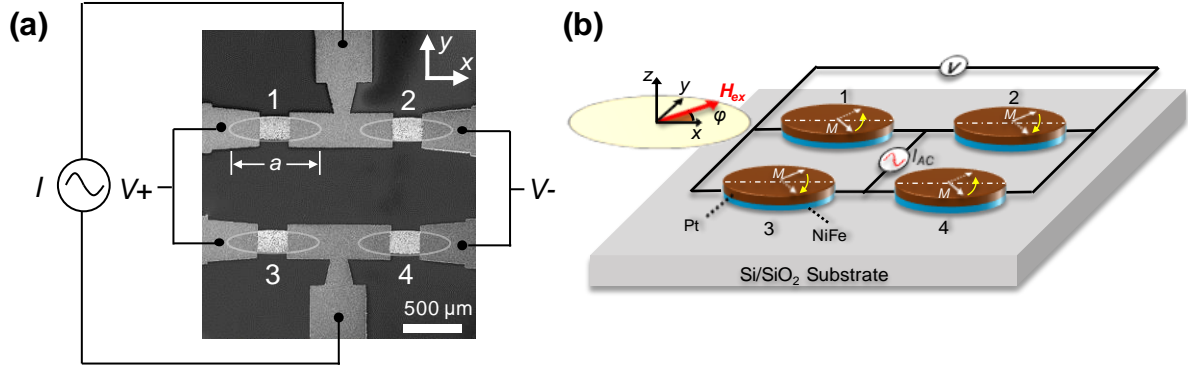 (a)
y
x
1
2
a
I
V+
V-
3
4
500 μm
(b)
V
z
y
H_ex
x
φ
1
2
M
M
I_AC
M
M
Pt
3
NiFe
4
Si/SiO₂ Substrate